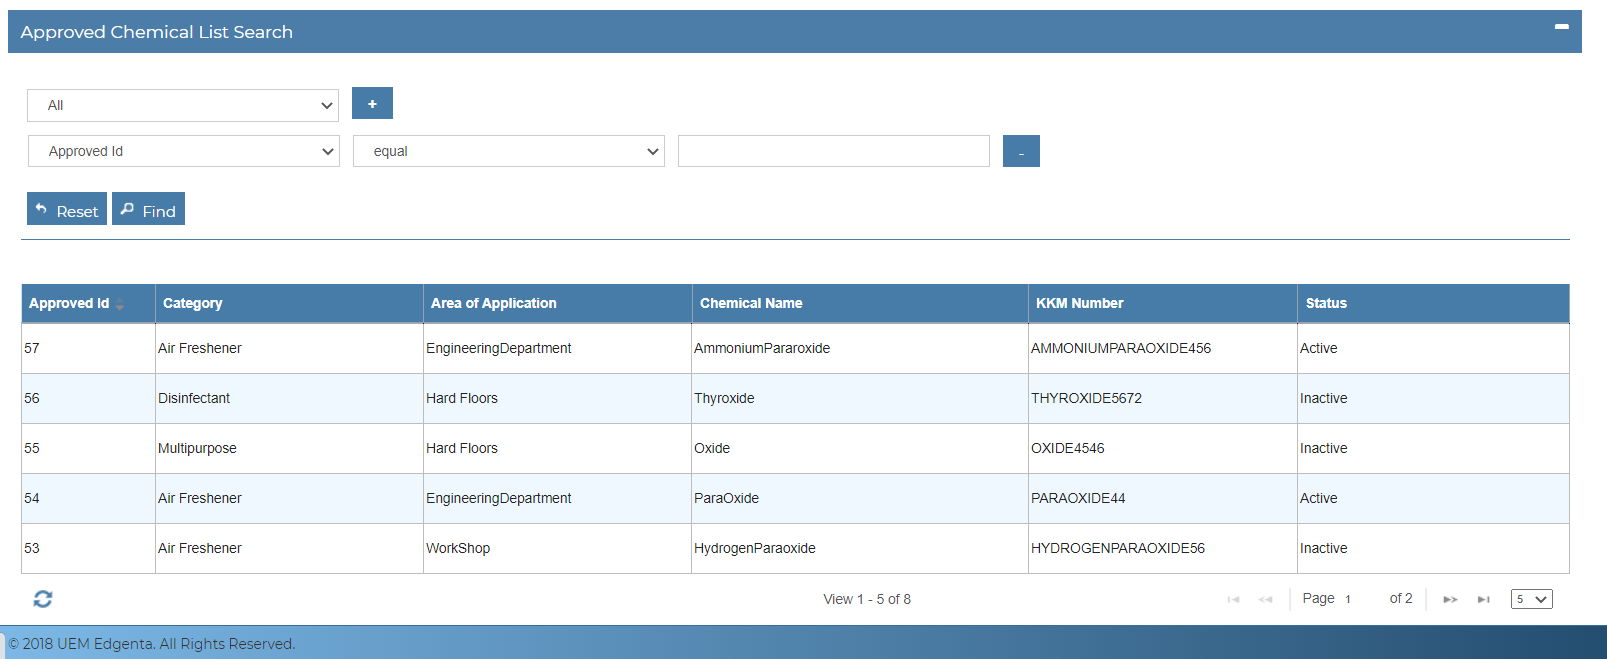 Approved Chemical List Search
All
+
Approved Id equal -
Reset Find
Approved Id Category Area of Application Chemical Name KKM Number Status
57 Air Freshener EngineeringDepartment AmmoniumPararoxide AMMONIUMPARAOXIDE456 Active
56 Disinfectant Hard Floors Thyroxide THYROXIDE5672 Inactive
55 Multipurpose Hard Floors Oxide OXIDE4546 Inactive
54 Air Freshener EngineeringDepartment ParaOxide PARAOXIDE44 Active
53 Air Freshener WorkShop HydrogenParaoxide HYDROGENPARAOXIDE56 Inactive
View 1 - 5 of 8 Page 1 of 2 5
© 2018 UEM Edgenta. All Rights Reserved.